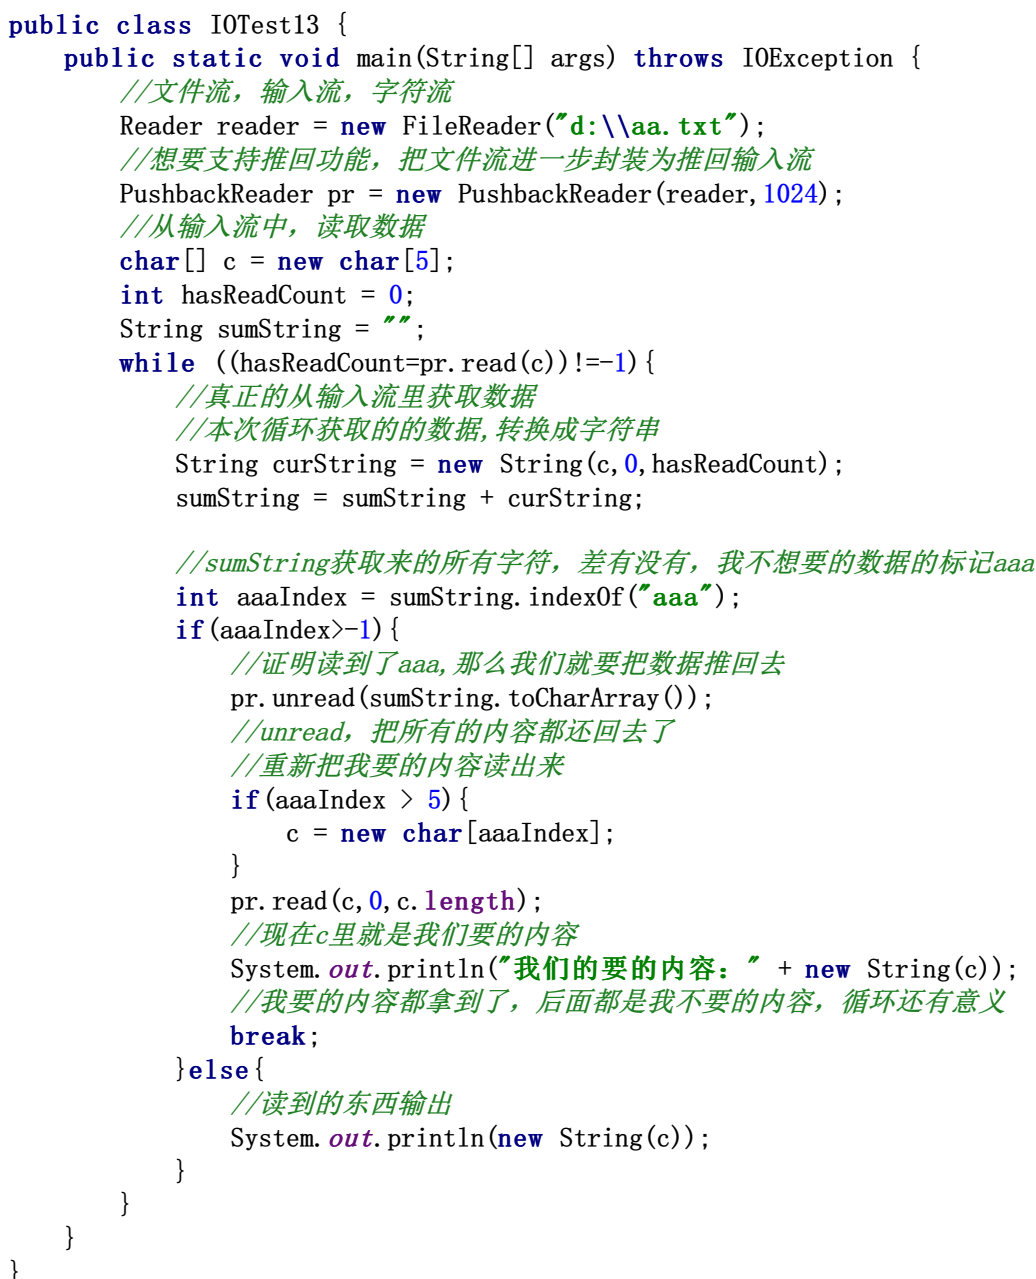 public class IOTest13 {
    public static void main(String[] args) throws IOException {
        //文件流，输入流，字符流
        Reader reader = new FileReader("d:\\aa.txt");
        //想要支持推回功能，把文件流进一步封装为推回输入流
        PushbackReader pr = new PushbackReader(reader,1024);
        //从输入流中，读取数据
        char[] c = new char[5];
        int hasReadCount = 0;
        String sumString = "";
        while ((hasReadCount=pr.read(c))!=-1){
            //真正的从输入流里获取数据
            //本次循环获取的的数据,转换成字符串
            String curString = new String(c,0,hasReadCount);
            sumString = sumString + curString;

            //sumString获取来的所有字符，差有没有，我不想要的数据的标记aaa
            int aaaIndex = sumString.indexOf("aaa");
            if(aaaIndex>-1){
                //证明读到了aaa,那么我们就要把数据推回去
                pr.unread(sumString.toCharArray());
                //unread，把所有的内容都还回去了
                //重新把我要的内容读出来
                if(aaaIndex > 5){
                    c = new char[aaaIndex];
                }
                pr.read(c,0,c.length);
                //现在c里就是我们要的内容
                System.out.println("我们的要的内容：" + new String(c));
                //我要的内容都拿到了，后面都是我不要的内容，循环还有意义
                break;
            }else{
                //读到的东西输出
                System.out.println(new String(c));
            }
        }
    }
}